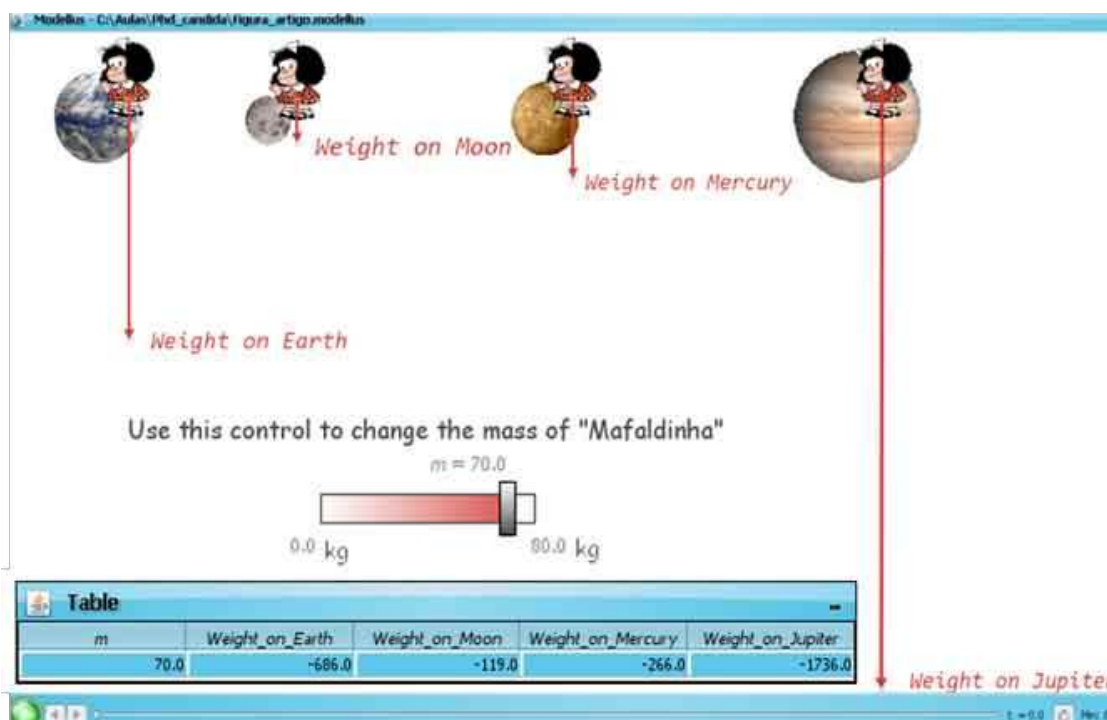 Modellus - C:\Aulas\Phd_candida\figura_artigo.modellus
Weight on Moon
Weight on Mercury
Weight on Earth
Use this control to change the mass of "Mafaldinha"
m = 70.0
0.0 kg
80.0 kg
Table
m Weight_on_Earth Weight_on_Moon Weight_on_Mercury Weight_on_Jupiter
70.0 -686.0 -119.0 -266.0 -1736.0
Weight on Jupiter
t = 0.0